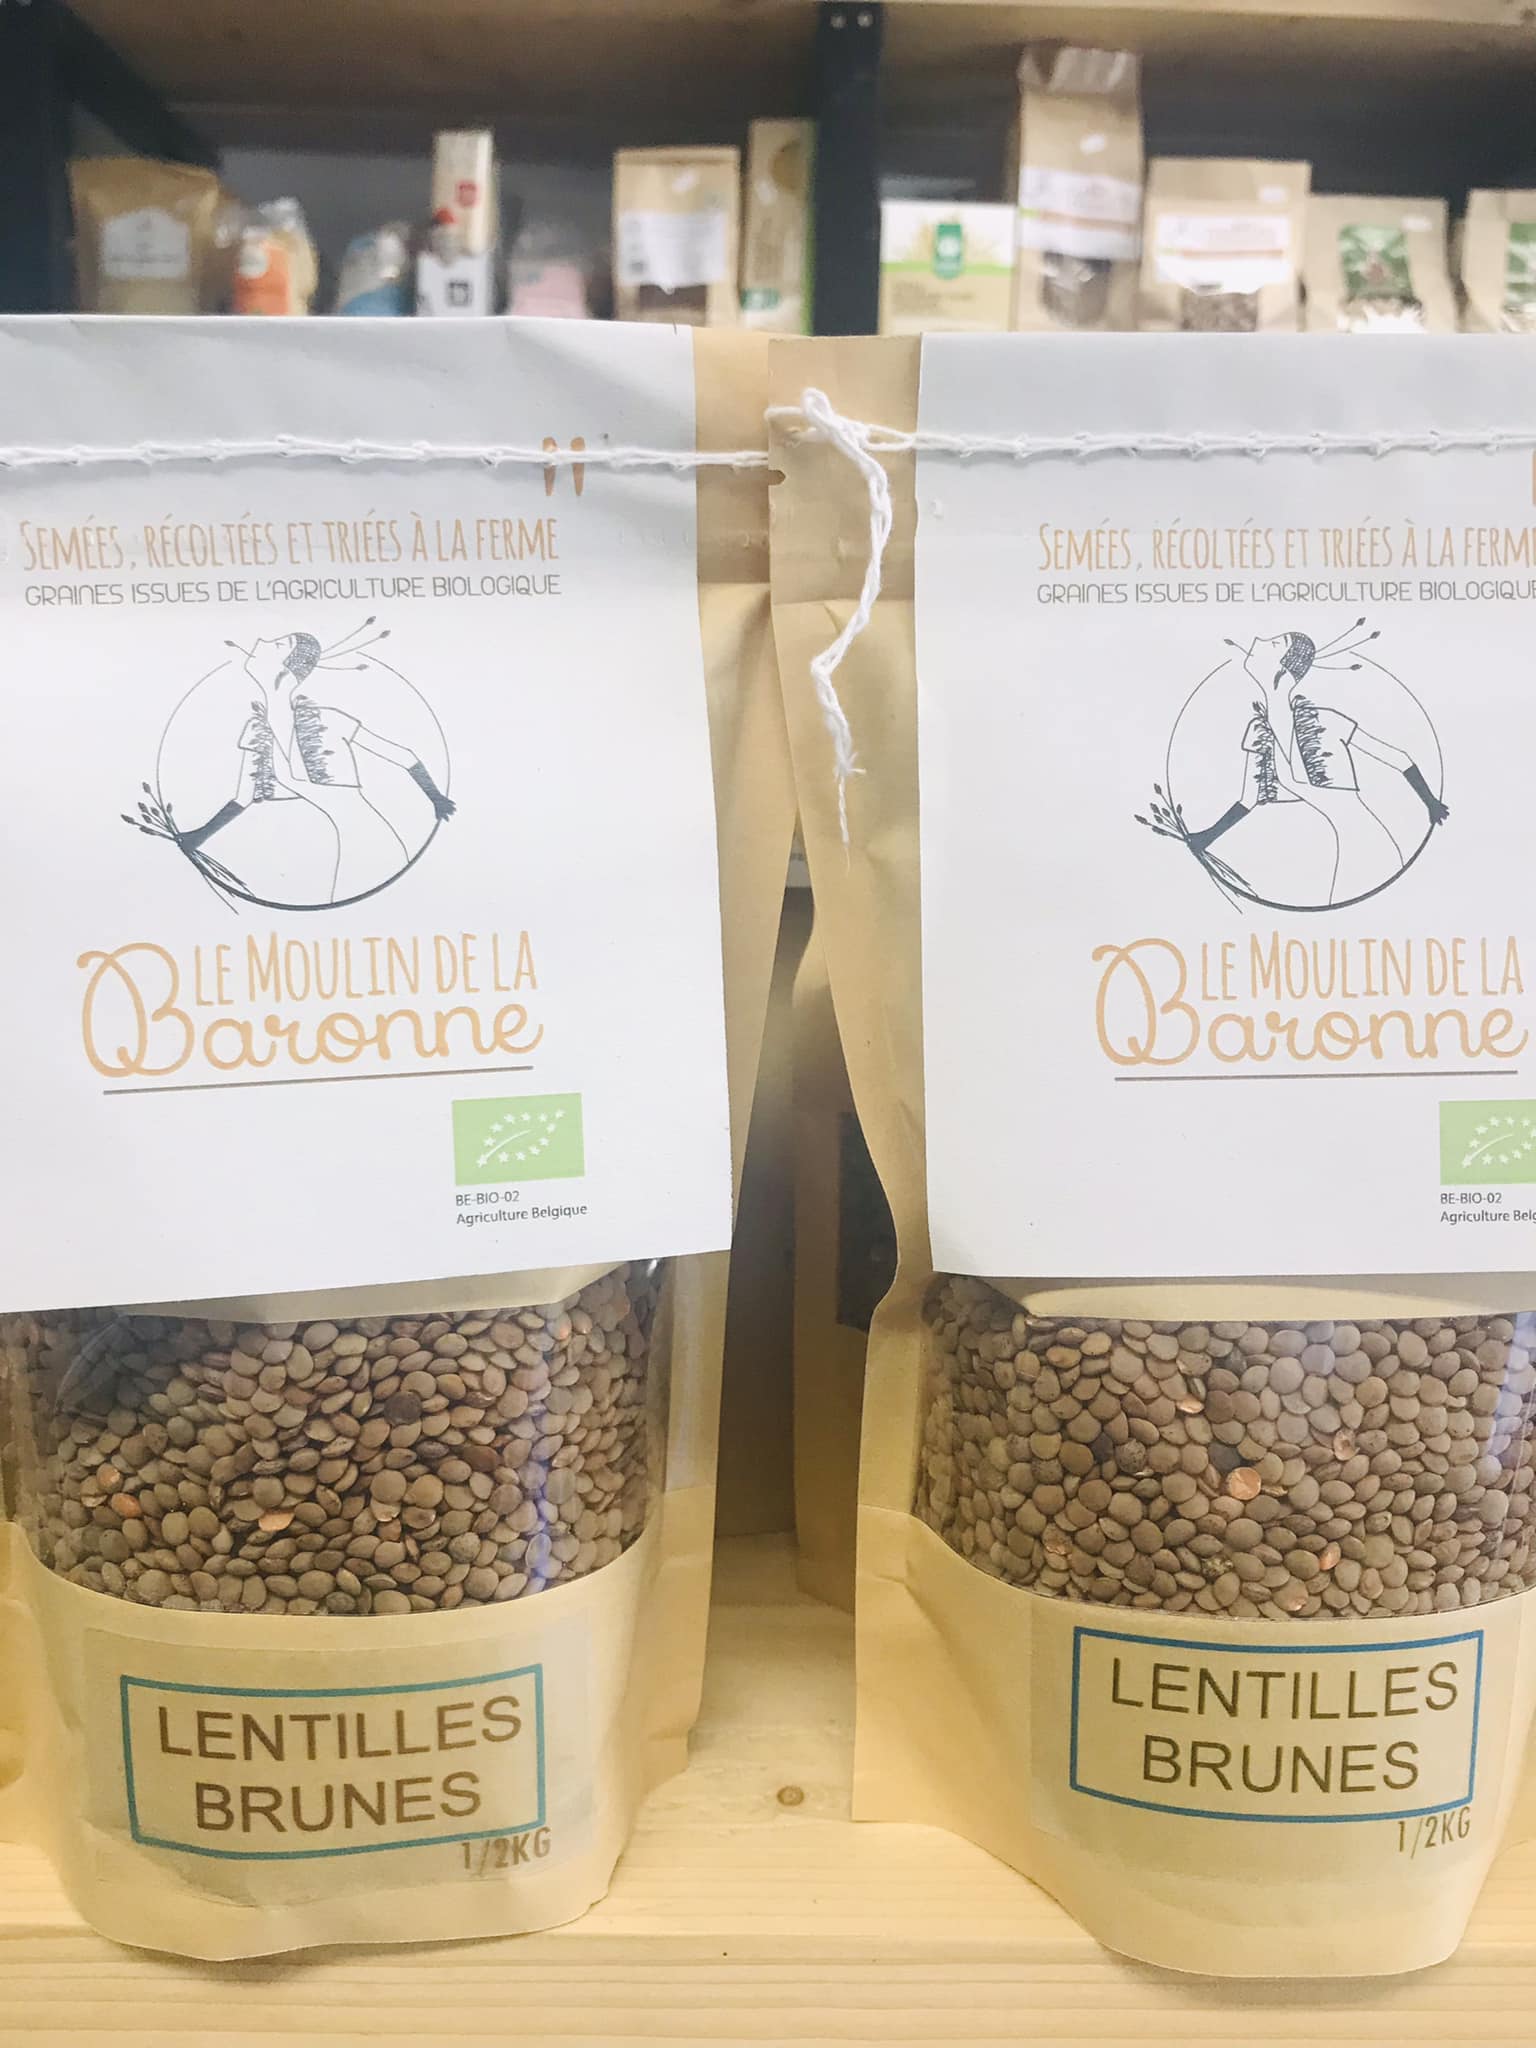 SEMÉES, RÉCOLTÉES ET TRIÉES À LA FERME
GRAINES ISSUES DE L'AGRICULTURE BIOLOGIQUE
LE MOULIN DE LA
Baronne
BE-BIO-02
Agriculture Belgique
LENTILLES
BRUNES
1/2KG
SEMÉES, RÉCOLTÉES ET TRIÉES À LA FERM
GRAINES ISSUES DE L'AGRICULTURE BIOLOGIQUE
LE MOULIN DE LA
Baronne
BE-BIO-02
Agriculture Belg
LENTILLES
BRUNES
1/2KG